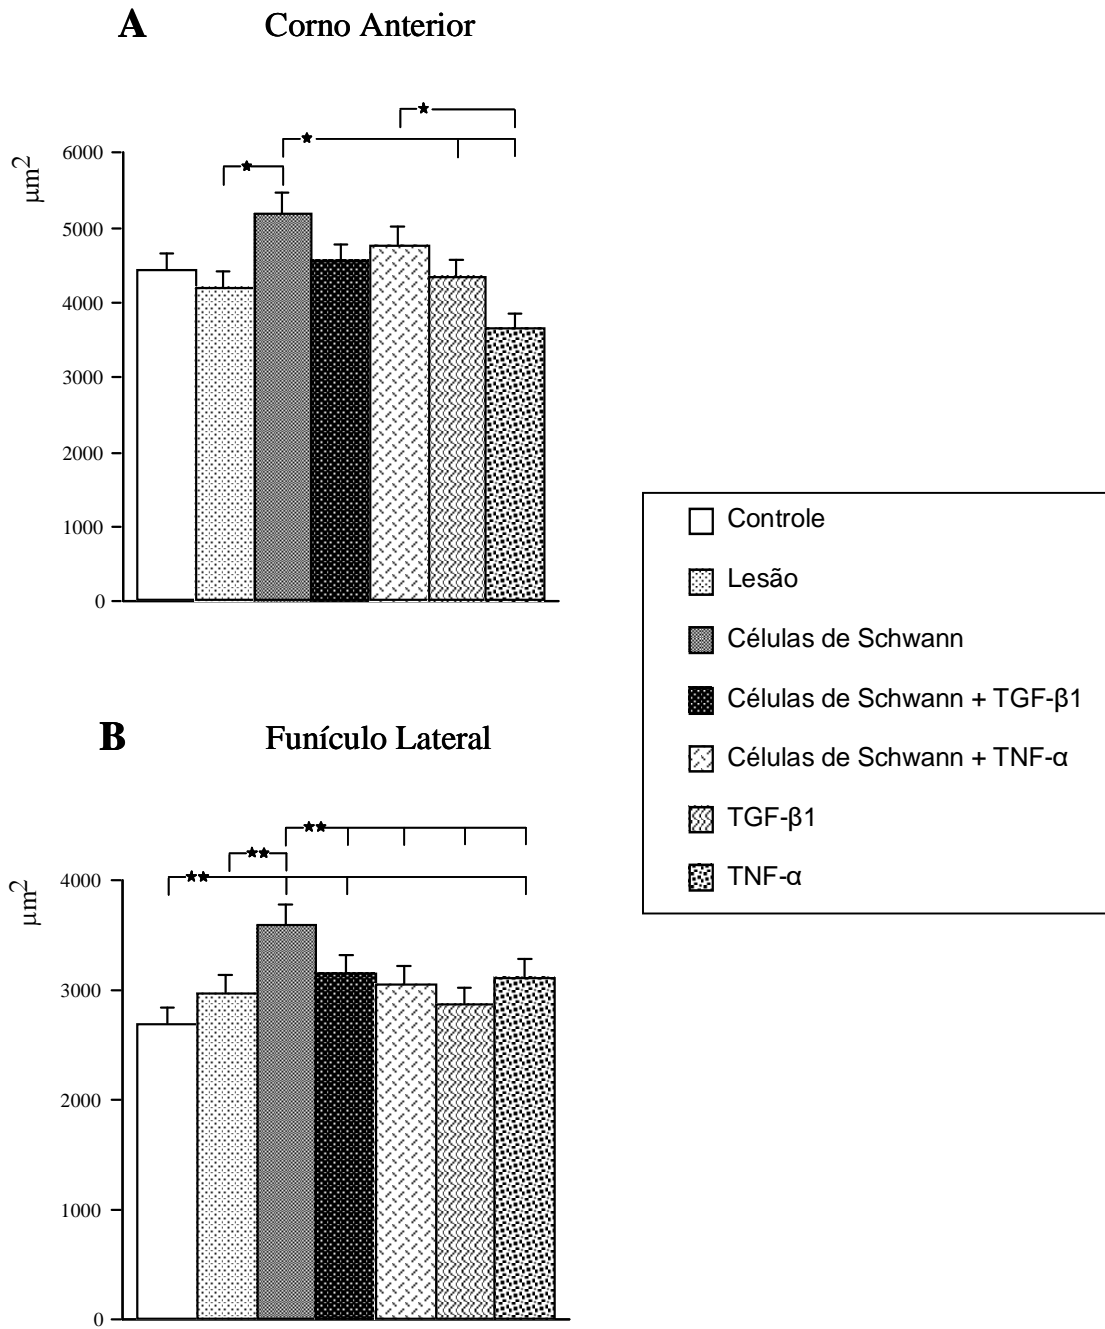 A Corno Anterior
μm²
6000
5000
4000
3000
2000
1000
0
B Funículo Lateral
μm²
4000
3000
2000
1000
0
Controle
Lesão
Células de Schwann
Células de Schwann + TGF-β1
Células de Schwann + TNF-α
TGF-β1
TNF-α